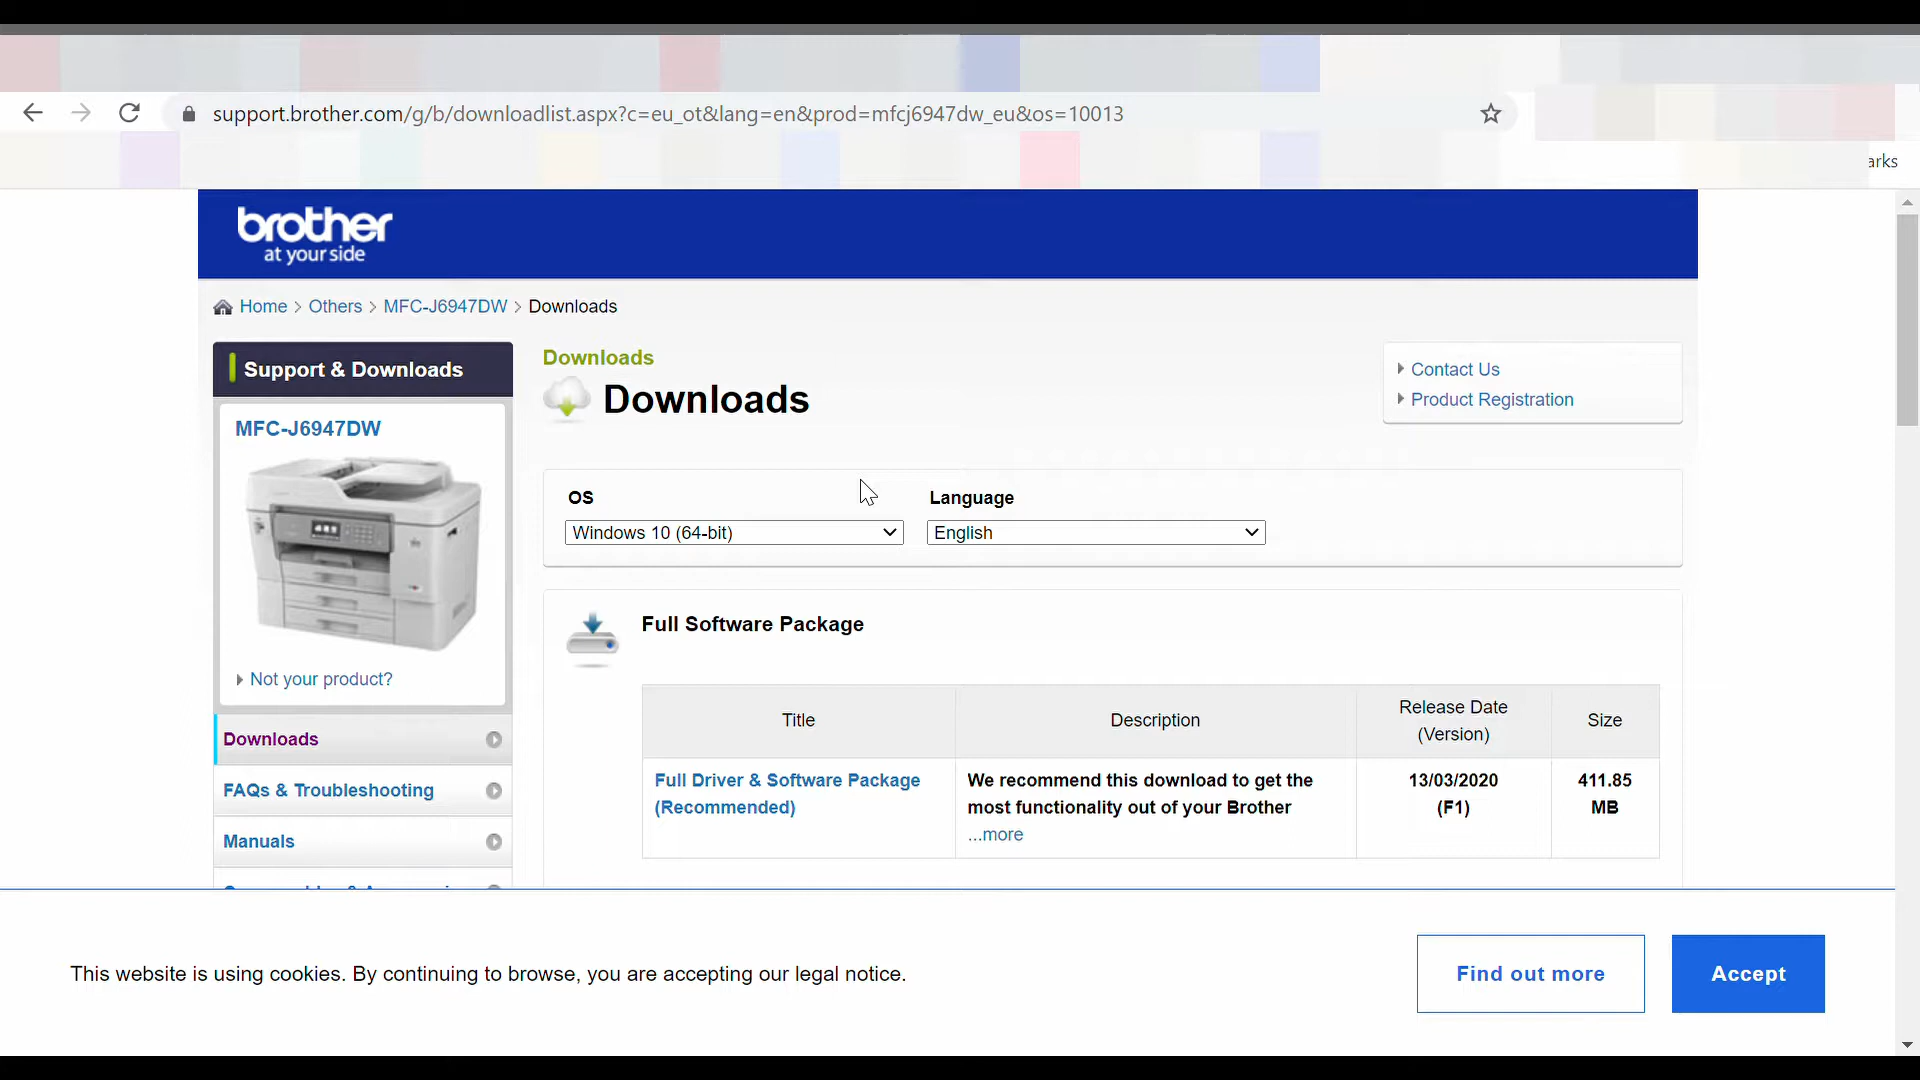 support.brother.com/g/b/downloadlist.aspx?c=eu_ot&lang=en&prod=mfcj6947dw_eu&os=10013
arks
brother
at your side
Home > Others > MFC-J6947DW > Downloads
Support & Downloads
MFC-J6947DW
Not your product?
Downloads
FAQs & Troubleshooting
Manuals
Downloads
Downloads
Contact Us
Product Registration
OS
Language
Windows 10 (64-bit)
English
Full Software Package
Title
Description
Release Date
(Version)
Size
Full Driver & Software Package
(Recommended)
We recommend this download to get the
most functionality out of your Brother
...more
13/03/2020
(F1)
411.85
MB
This website is using cookies. By continuing to browse, you are accepting our legal notice.
Find out more
Accept